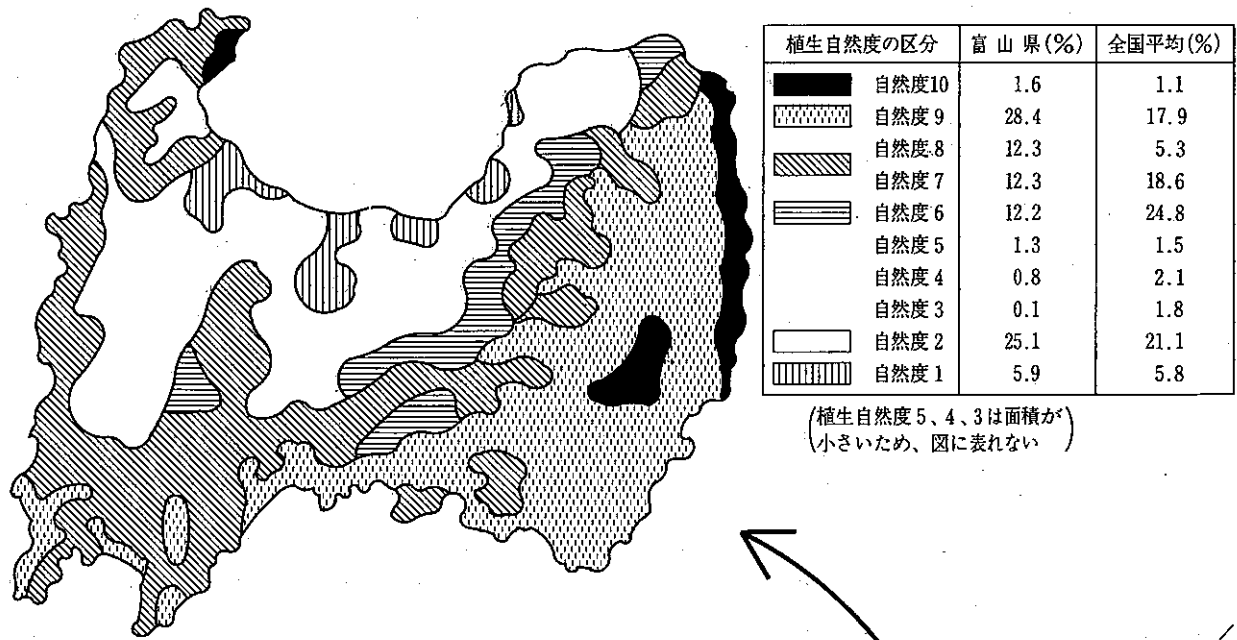 植生自然度の区分 富山県(%) 全国平均(%)
自然度10 1.6 1.1
自然度9 28.4 17.9
自然度8 12.3 5.3
自然度7 12.3 18.6
自然度6 12.2 24.8
自然度5 1.3 1.5
自然度4 0.8 2.1
自然度3 0.1 1.8
自然度2 25.1 21.1
自然度1 5.9 5.8
(植生自然度5、4、3は面積が
小さいため、図に表れない)